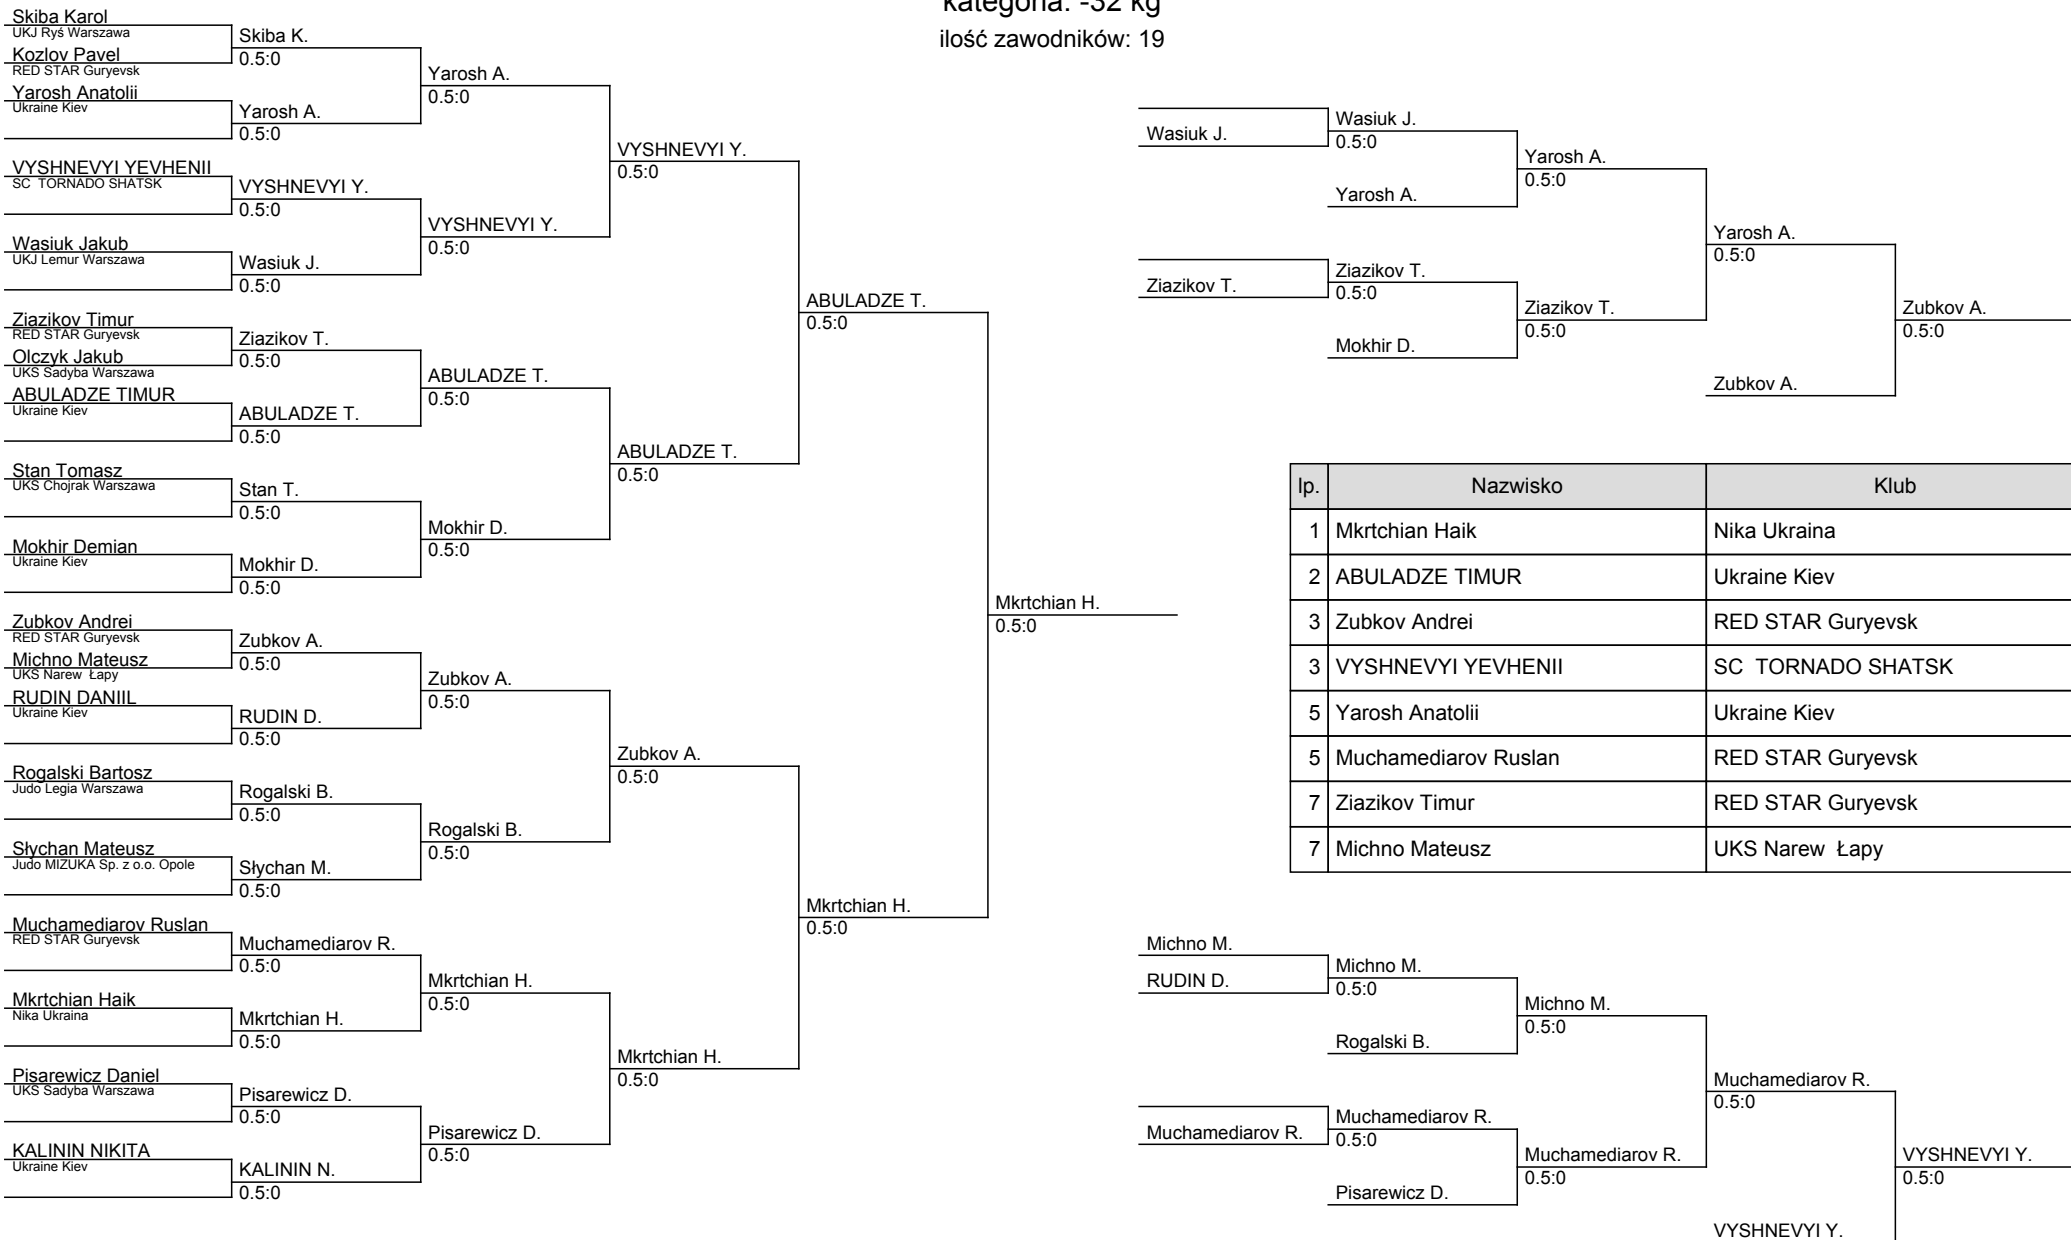 kategoria: -32 kg
ilość zawodników: 19
Skiba Karol
UKJ Ryś Warszawa
Kozlov Pavel
RED STAR Guryevsk
Yarosh Anatolii
Ukraine Kiev
VYSHNEVYI YEVHENII
SC TORNADO SHATSK
Wasiuk Jakub
UKJ Lemur Warszawa
Ziazikov Timur
RED STAR Guryevsk
Olczyk Jakub
UKS Sadyba Warszawa
ABULADZE TIMUR
Ukraine Kiev
Stan Tomasz
UKS Chojrak Warszawa
Mokhir Demian
Ukraine Kiev
Zubkov Andrei
RED STAR Guryevsk
Michno Mateusz
UKS Narew Łapy
RUDIN DANIIL
Ukraine Kiev
Rogalski Bartosz
Judo Legia Warszawa
Słychan Mateusz
Judo MIZUKA Sp. z o.o. Opole
Muchamediarov Ruslan
RED STAR Guryevsk
Mkrtchian Haik
Nika Ukraina
Pisarewicz Daniel
UKS Sadyba Warszawa
KALININ NIKITA
Ukraine Kiev
Skiba K.
0.5:0
Yarosh A.
0.5:0
VYSHNEVYI Y.
0.5:0
Wasiuk J.
0.5:0
Ziazikov T.
0.5:0
ABULADZE T.
0.5:0
Stan T.
0.5:0
Mokhir D.
0.5:0
Zubkov A.
0.5:0
RUDIN D.
0.5:0
Rogalski B.
0.5:0
Słychan M.
0.5:0
Muchamediarov R.
0.5:0
Mkrtchian H.
0.5:0
Pisarewicz D.
0.5:0
KALININ N.
0.5:0
Yarosh A.
0.5:0
VYSHNEVYI Y.
0.5:0
ABULADZE T.
0.5:0
Mokhir D.
0.5:0
Zubkov A.
0.5:0
Rogalski B.
0.5:0
Mkrtchian H.
0.5:0
Pisarewicz D.
0.5:0
VYSHNEVYI Y.
0.5:0
ABULADZE T.
0.5:0
Zubkov A.
0.5:0
Mkrtchian H.
0.5:0
ABULADZE T.
0.5:0
Mkrtchian H.
0.5:0
Mkrtchian H.
0.5:0
Wasiuk J.
Ziazikov T.
Wasiuk J.
0.5:0
Yarosh A.
Ziazikov T.
0.5:0
Mokhir D.
Yarosh A.
0.5:0
Ziazikov T.
0.5:0
Yarosh A.
0.5:0
Zubkov A.
Zubkov A.
0.5:0
lp. Nazwisko Klub
1 Mkrtchian Haik Nika Ukraina
2 ABULADZE TIMUR Ukraine Kiev
3 Zubkov Andrei RED STAR Guryevsk
3 VYSHNEVYI YEVHENII SC TORNADO SHATSK
5 Yarosh Anatolii Ukraine Kiev
5 Muchamediarov Ruslan RED STAR Guryevsk
7 Ziazikov Timur RED STAR Guryevsk
7 Michno Mateusz UKS Narew Łapy
Michno M.
RUDIN D.
Muchamediarov R.
Michno M.
0.5:0
Rogalski B.
Muchamediarov R.
0.5:0
Pisarewicz D.
Michno M.
0.5:0
Muchamediarov R.
0.5:0
Muchamediarov R.
0.5:0
VYSHNEVYI Y.
VYSHNEVYI Y.
0.5:0